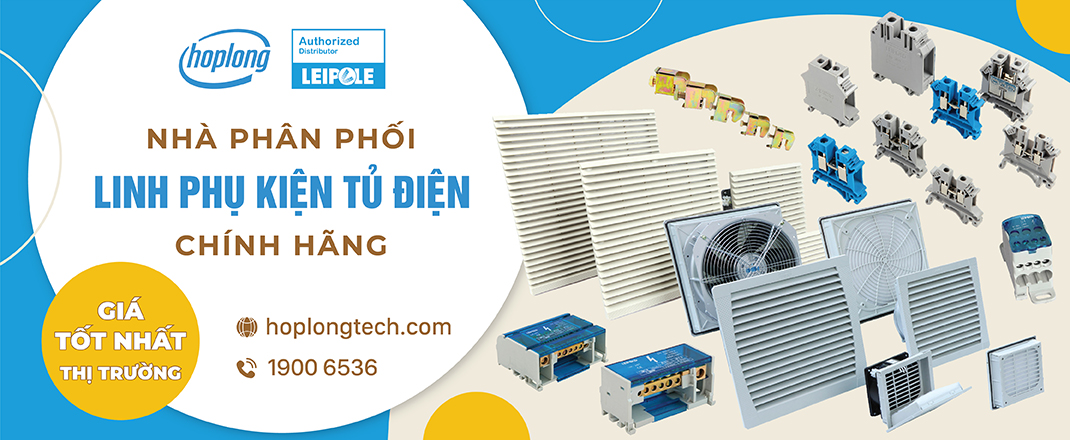 hoplong
Authorized
Distributor
LEIPOLE
NHÀ PHÂN PHỐI
LINH PHỤ KIỆN TỦ ĐIỆN
CHÍNH HÃNG
GIÁ
TỐT NHẤT
THỊ TRƯỜNG
hoplongtech.com
1900 6536